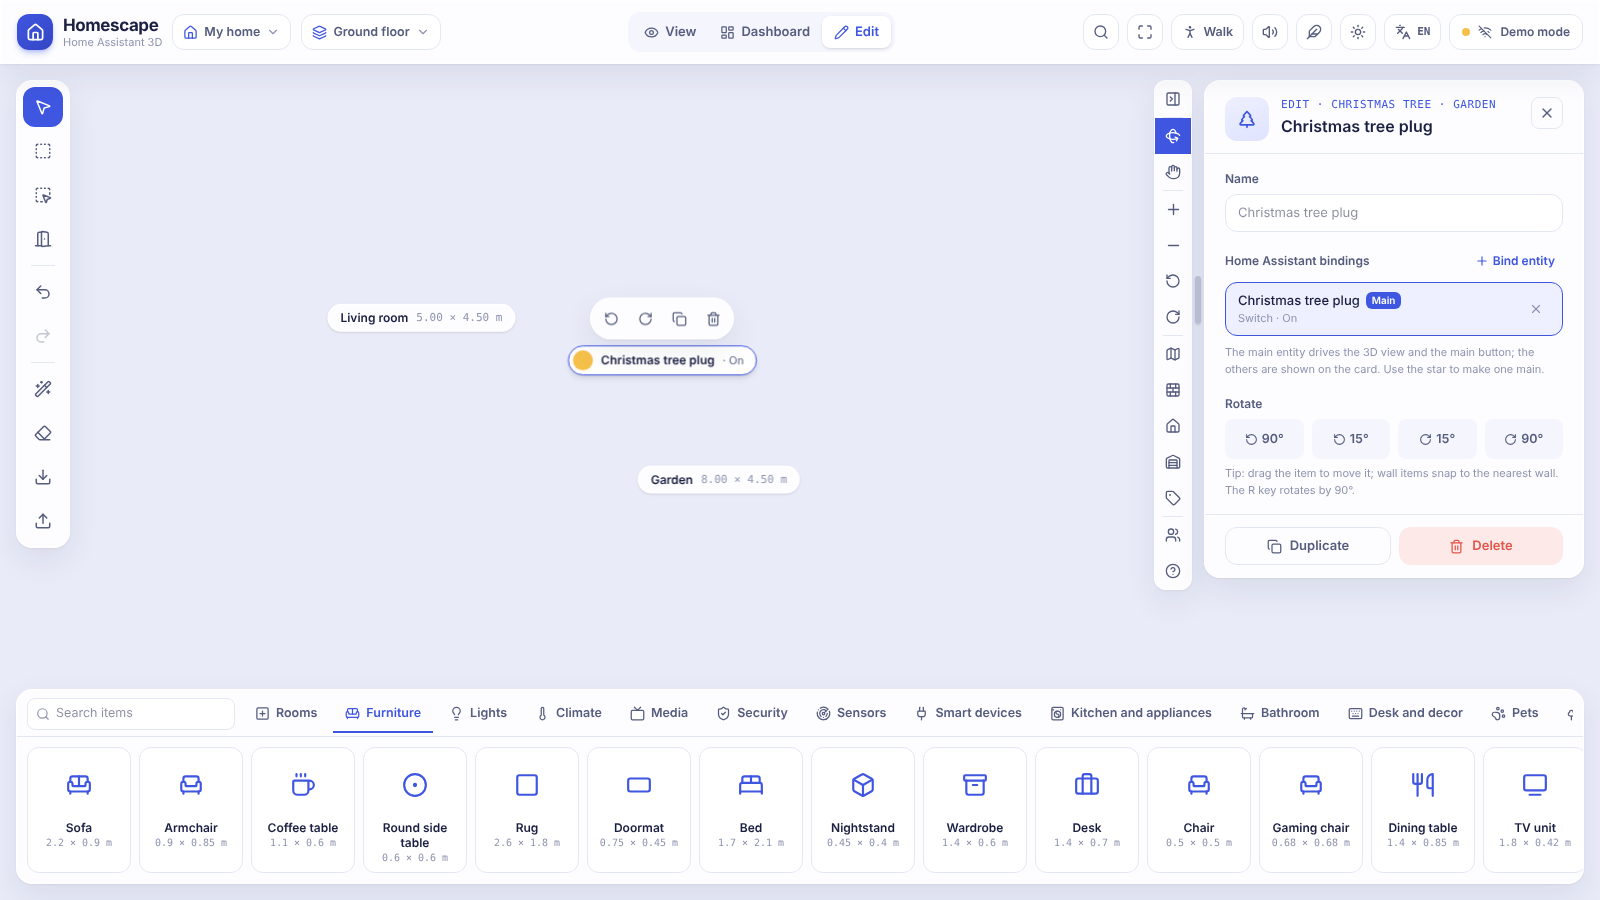 Homescape
Home Assistant 3D
My home
Ground floor
View
Dashboard
Edit
Walk
EN
Demo mode
EDIT · CHRISTMAS TREE · GARDEN
Christmas tree plug
Name
Christmas tree plug
Home Assistant bindings
Bind entity
Christmas tree plug Main
Switch · On
The main entity drives the 3D view and the main button; the
others are shown on the card. Use the star to make one main.
Rotate
90°
15°
15°
90°
Tip: drag the item to move it; wall items snap to the nearest wall.
The R key rotates by 90°.
Duplicate
Delete
Living room 5.00 × 4.50 m
Christmas tree plug · On
Garden 8.00 × 4.50 m
Search items
Rooms
Furniture
Lights
Climate
Media
Security
Sensors
Smart devices
Kitchen and appliances
Bathroom
Desk and decor
Pets
Sofa
2.2 × 0.9 m
Armchair
0.9 × 0.85 m
Coffee table
1.1 × 0.6 m
Round side
table
0.6 × 0.6 m
Rug
2.6 × 1.8 m
Doormat
0.75 × 0.45 m
Bed
1.7 × 2.1 m
Nightstand
0.45 × 0.4 m
Wardrobe
1.4 × 0.6 m
Desk
1.4 × 0.7 m
Chair
0.5 × 0.5 m
Gaming chair
0.68 × 0.68 m
Dining table
1.4 × 0.85 m
TV unit
1.8 × 0.42 m